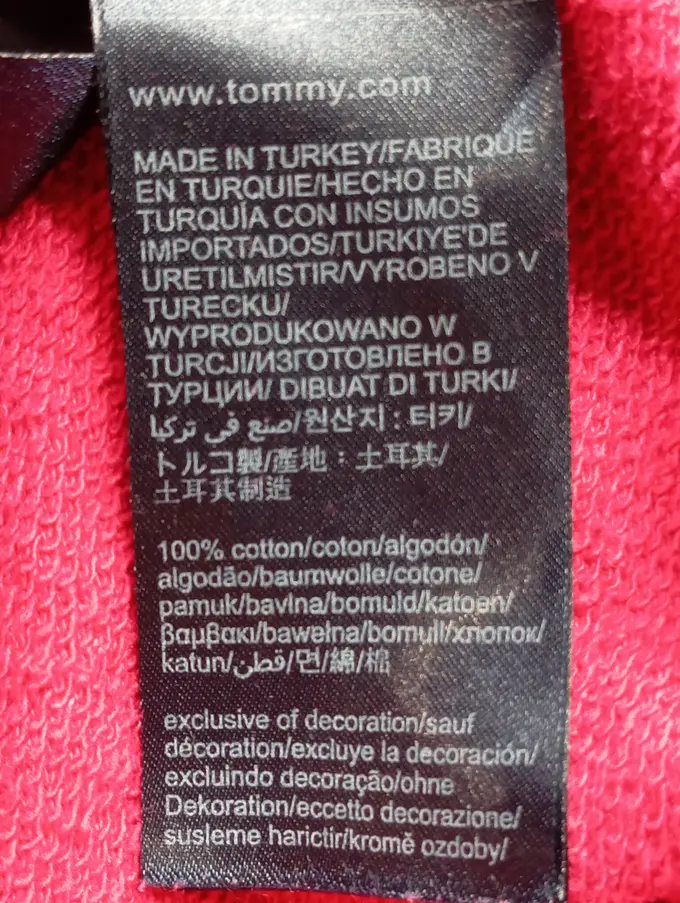 www.tommy.com
MADE IN TURKEY/FABRIQUÉ
EN TURQUIE/HECHO EN
TURQUÍA CON INSUMOS
IMPORTADOS/TURKIYE'DE
URETILMISTIR/VYROBENO V
TURECKU/
WYPRODUKOWANO W
TURCJI/ИЗГОТОВЛЕНО В
ТУРЦИИ/ DIBUAT DI TURKI/
صنع في تركيا/원산지 : 터키/
トルコ製/產地：土耳其/
土耳其制造
100% cotton/coton/algodón/
algodão/baumwolle/cotone/
pamuk/bavlna/bomuld/katoen/
βαμβακι/bawełna/bomull/хлопок/
katun/قطن/면/綿/棉
exclusive of decoration/sauf
décoration/excluye la decoración/
excluindo decoração/ohne
Dekoration/eccetto decorazione/
susleme harictir/kromě ozdoby/